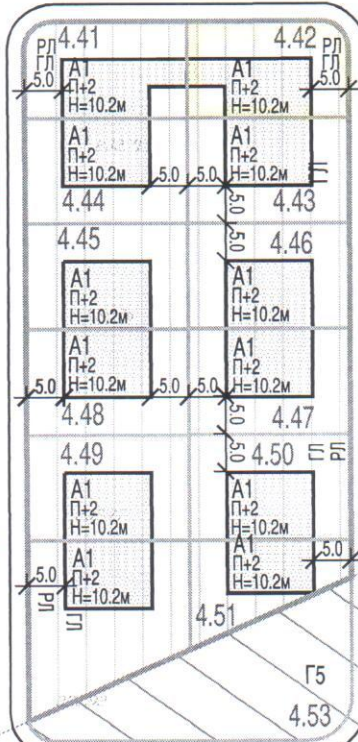 4.41 4.42
РЛ РЛ
ГЛ ГЛ
5.0 5.0
А1 А1
П+2 П+2
Н=10.2м Н=10.2м
А1 А1
П+2 П+2
Н=10.2м Н=10.2м
ГЛ
5.0 5.0
4.44 4.43
5.0
4.45 5.0 4.46
А1 А1
П+2 П+2
Н=10.2м Н=10.2м
А1 А1
П+2 П+2
Н=10.2м Н=10.2м
5.0 5.0 5.0
4.48 5.0 4.47
5.0
ГЛ РЛ
4.49 4.50
А1 А1
П+2 П+2
Н=10.2м Н=10.2м
А1 А1
П+2 П+2
Н=10.2м Н=10.2м
5.0 5.0
РЛ ГЛ
4.51
Г5
4.53